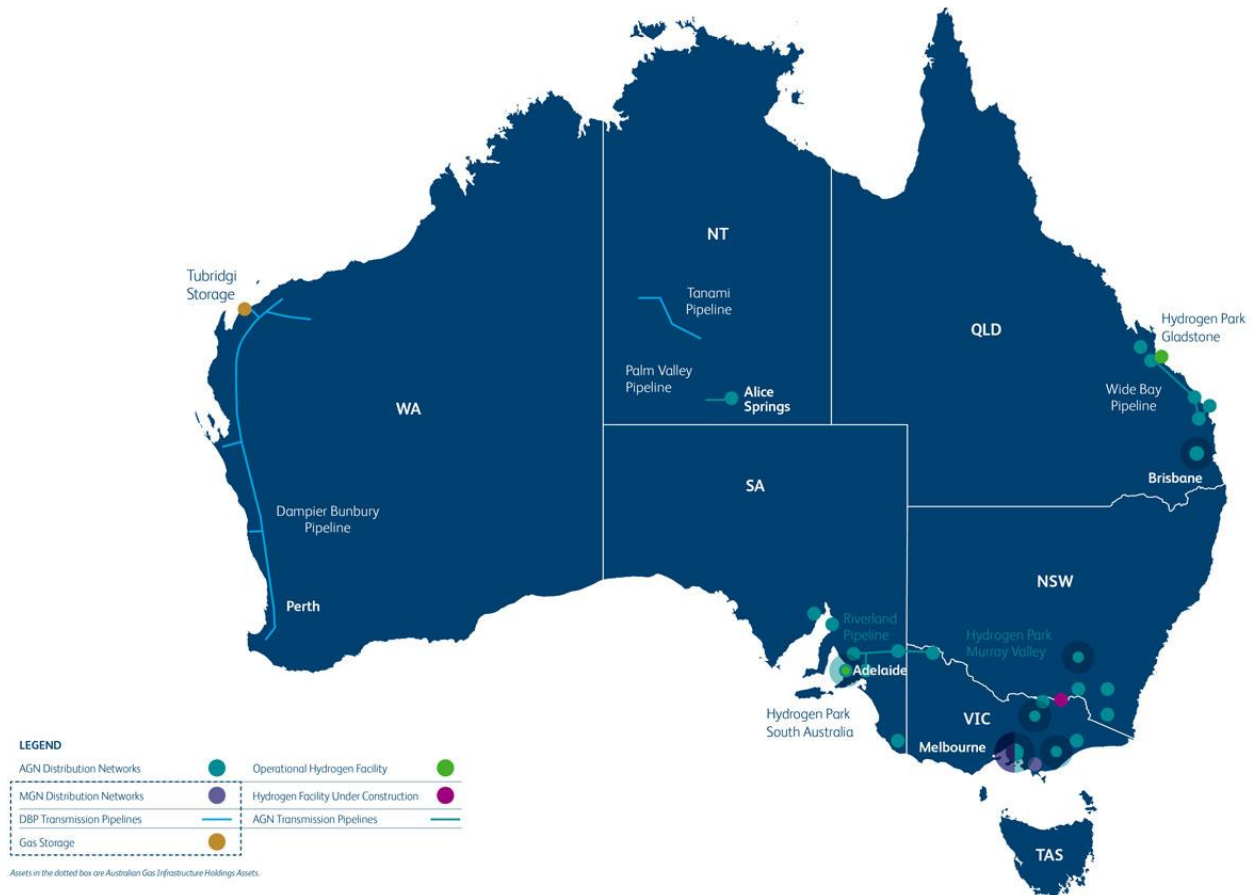 NT
Tubridgi
Storage
Tanami
Pipeline
Hydrogen Park
Gladstone
QLD
Palm Valley
Pipeline
Alice
Springs
Wide Bay
Pipeline
WA
SA
Brisbane
Dampier Bunbury
Pipeline
NSW
Perth
Riverland
Pipeline
Hydrogen Park
Murray Valley
Adelaide
Hydrogen Park
South Australia
VIC
Melbourne
TAS
LEGEND
AGN Distribution Networks
Operational Hydrogen Facility
MGN Distribution Networks
Hydrogen Facility Under Construction
DBP Transmission Pipelines
AGN Transmission Pipelines
Gas Storage
Assets in the dotted box are Australian Gas Infrastructure Holdings Assets.